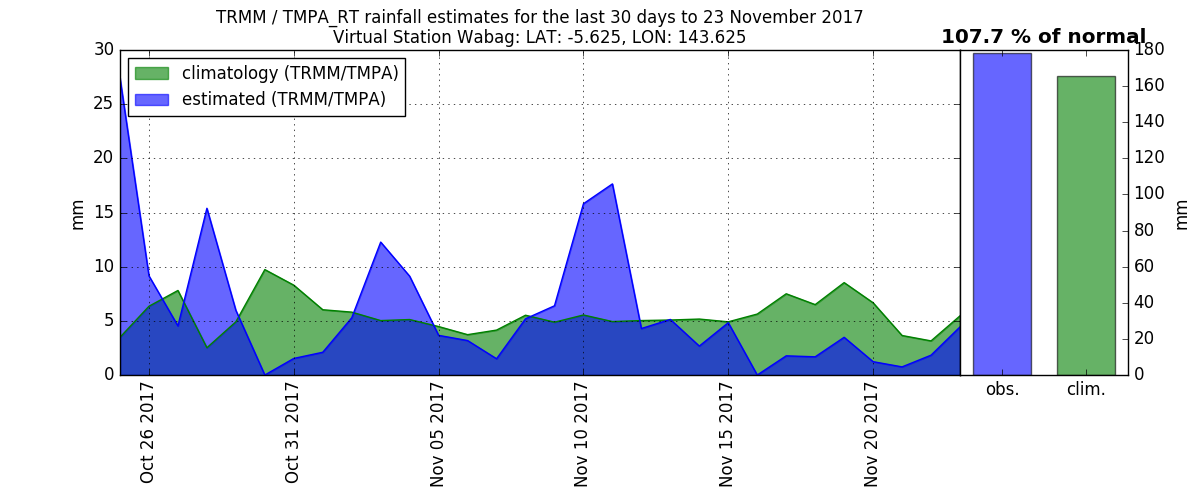 TRMM / TMPA_RT rainfall estimates for the last 30 days to 23 November 2017
Virtual Station Wabag: LAT: -5.625, LON: 143.625
107.7 % of normal
climatology (TRMM/TMPA)
estimated (TRMM/TMPA)
mm
30
25
20
15
10
5
0
Oct 26 2017
Oct 31 2017
Nov 05 2017
Nov 10 2017
Nov 15 2017
Nov 20 2017
obs.
clim.
180
160
140
120
100
80
60
40
20
0
mm